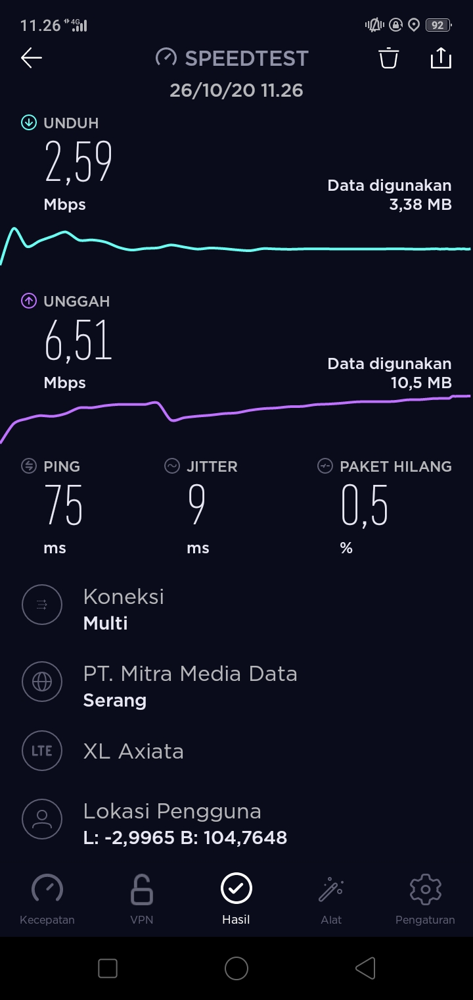 11.26 4G 92
SPEEDTEST
26/10/20 11.26
UNDUH
2,59
Mbps
Data digunakan
3,38 MB
UNGGAH
6,51
Mbps
Data digunakan
10,5 MB
PING JITTER PAKET HILANG
75 9 0,5
ms ms %
Koneksi
Multi
PT. Mitra Media Data
Serang
LTE XL Axiata
Lokasi Pengguna
L: -2,9965 B: 104,7648
Kecepatan VPN Hasil Alat Pengaturan